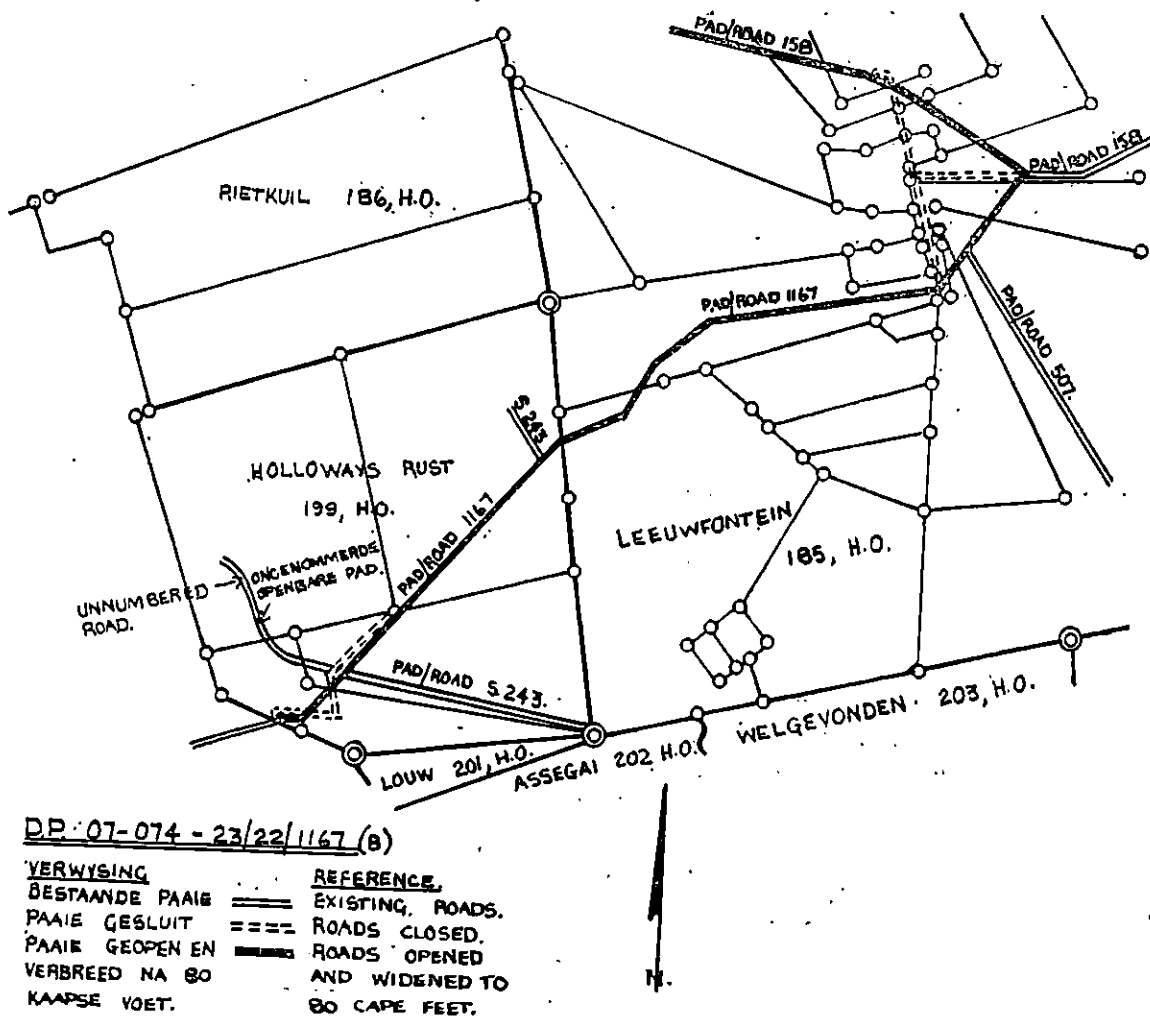 PAD/ROAD 158
PAD/ROAD 158
RIETKUIL 186, H.O.
PAD/ROAD 1167
PAD/ROAD 507.
S 243
HOLLOWAYS RUST
199, H.O.
PAD/ROAD 1167
LEEUWFONTEIN
185, H.O.
ONGENOMMERDE
OPENBARE PAD.
UNNUMBERED
ROAD.
PAD/ROAD S.243.
LOUW 201, H.O.
ASSEGAI 202 H.O.
WELGEVONDEN 203, H.O.
D.P. 07-074-23/22/1167 (B)
VERWYSING REFERENCE.
BESTAANDE PAAIE EXISTING ROADS.
PAAIE GESLUIT ROADS CLOSED.
PAAIE GEOPEN EN ROADS OPENED
VERBREED NA 80 AND WIDENED TO
KAAPSE VOET. 80 CAPE FEET.
N.